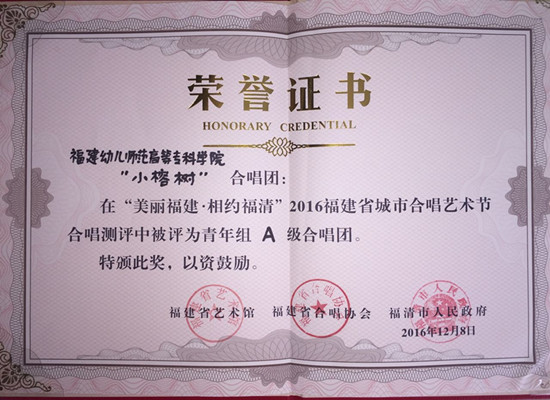 荣誉证书
HONORARY CREDENTIAL
福建幼儿师范高等专科学院
“小榕树” 合唱团：
在“美丽福建·相约福清”2016福建省城市合唱艺术节
合唱测评中被评为青年组 A 级合唱团。
特颁此奖，以资鼓励。
福建省艺术馆 福建省合唱协会 福清市人民政府
2016年12月8日